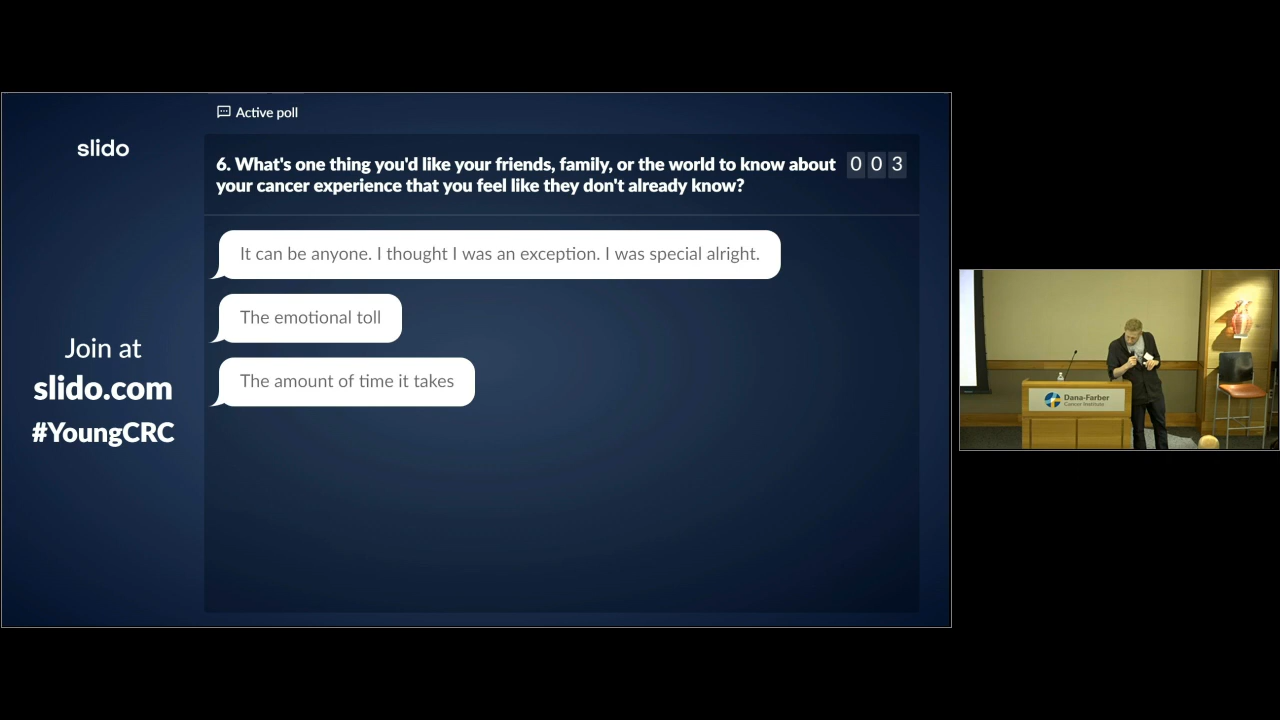 Active poll
slido
6. What's one thing you'd like your friends, family, or the world to know about
your cancer experience that you feel like they don't already know?
003
It can be anyone. I thought I was an exception. I was special alright.
The emotional toll
The amount of time it takes
Join at
slido.com
#YoungCRC
Dana-Farber
Cancer Institute